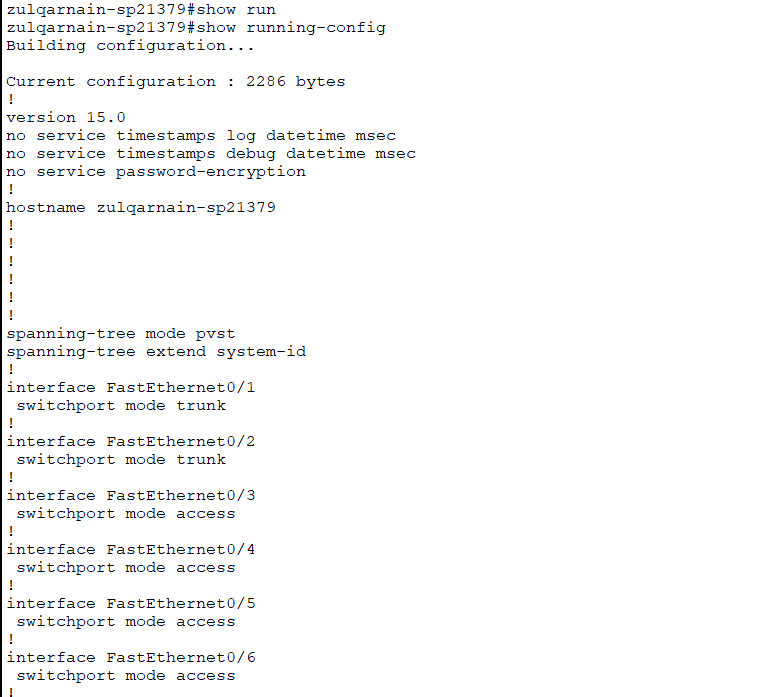 zulqarnain-sp21379#show run
zulqarnain-sp21379#show running-config
Building configuration...
Current configuration : 2286 bytes
!
version 15.0
no service timestamps log datetime msec
no service timestamps debug datetime msec
no service password-encryption
!
hostname zulqarnain-sp21379
!
!
!
!
!
!
spanning-tree mode pvst
spanning-tree extend system-id
!
interface FastEthernet0/1
 switchport mode trunk
!
interface FastEthernet0/2
 switchport mode trunk
!
interface FastEthernet0/3
 switchport mode access
!
interface FastEthernet0/4
 switchport mode access
!
interface FastEthernet0/5
 switchport mode access
!
interface FastEthernet0/6
 switchport mode access
!